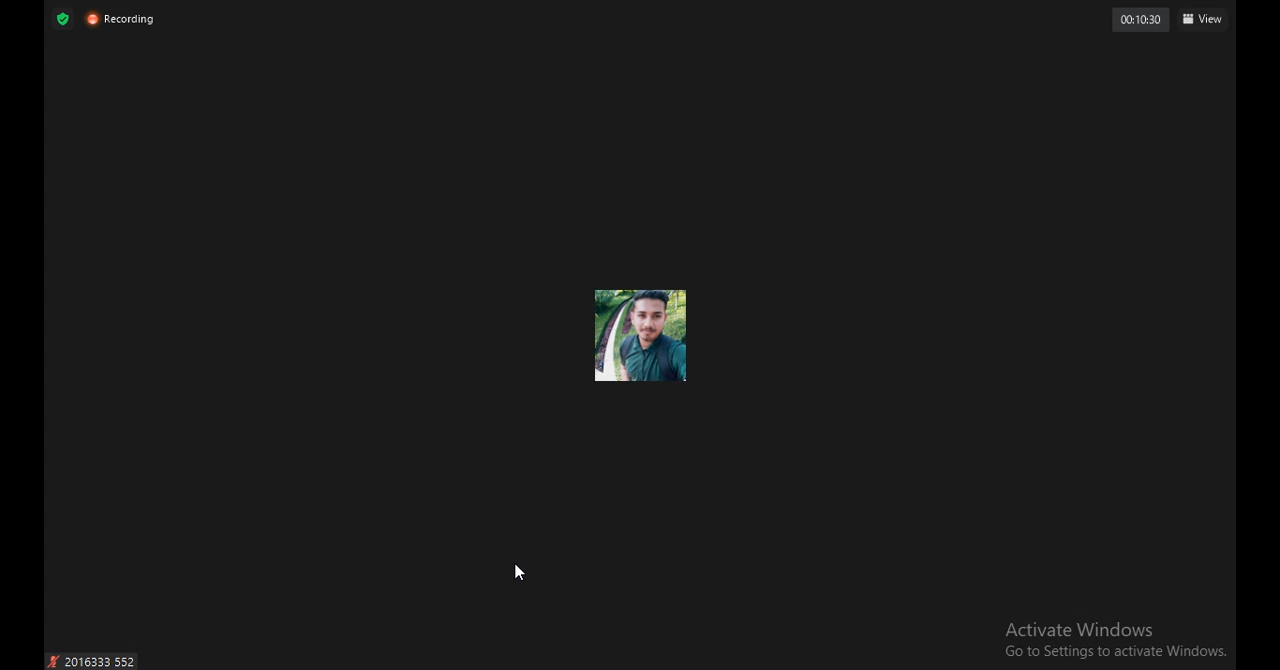 Recording
00:10:30
View
Activate Windows
Go to Settings to activate Windows.
2016333 552